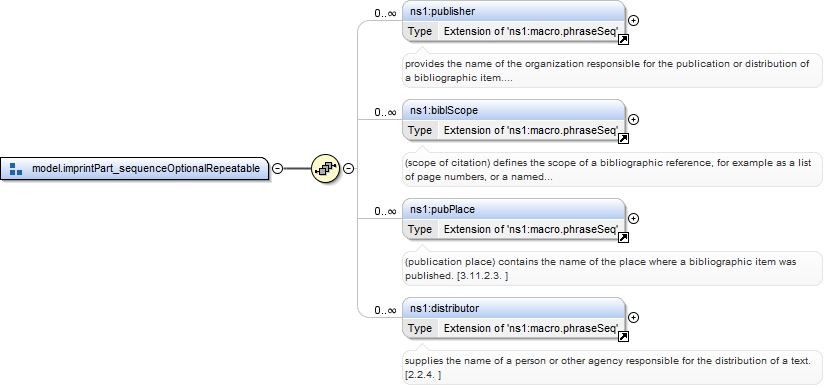 0..∞
ns1:publisher
Type Extension of 'ns1:macro.phraseSeq'
provides the name of the organization responsible for the publication or distribution of
a bibliographic item....
0..∞
ns1:biblScope
Type Extension of 'ns1:macro.phraseSeq'
(scope of citation) defines the scope of a bibliographic reference, for example as a list
of page numbers, or a named...
model.imprintPart_sequenceOptionalRepeatable
0..∞
ns1:pubPlace
Type Extension of 'ns1:macro.phraseSeq'
(publication place) contains the name of the place where a bibliographic item was
published. [3.11.2.3. ]
0..∞
ns1:distributor
Type Extension of 'ns1:macro.phraseSeq'
supplies the name of a person or other agency responsible for the distribution of a text.
[2.2.4. ]